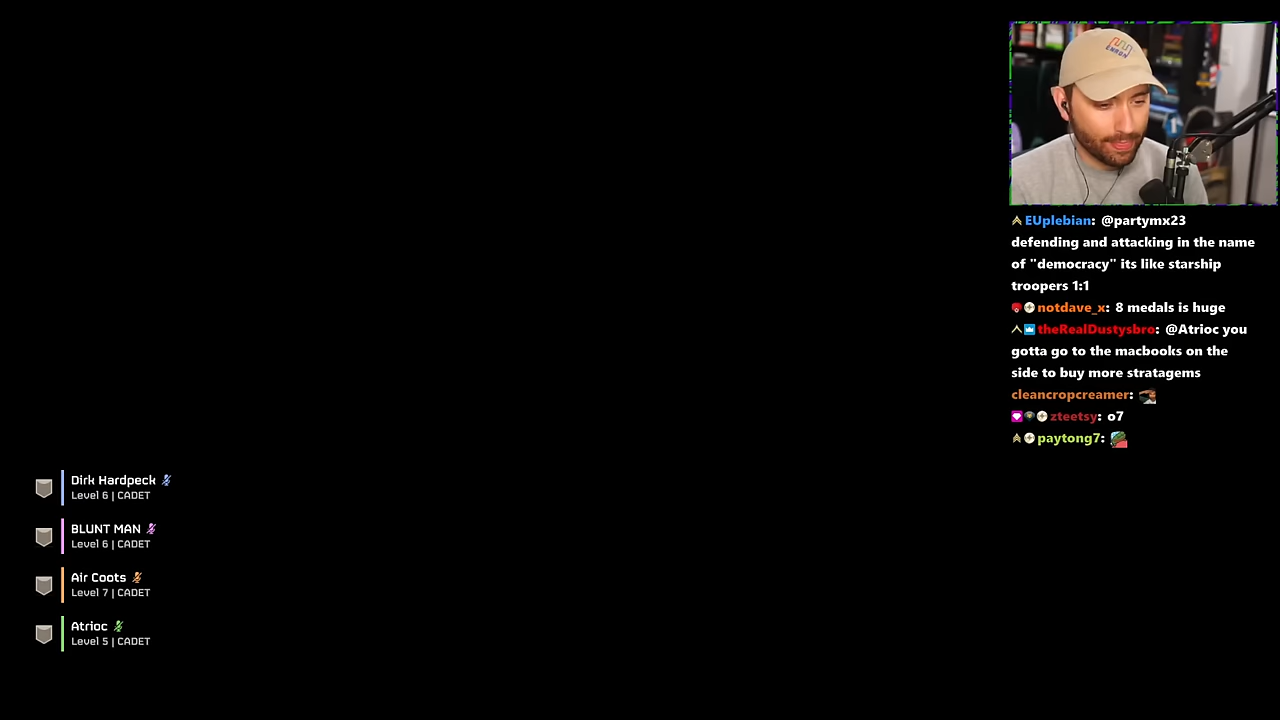 ENRON
EUplebian: @partymx23
defending and attacking in the name
of "democracy" its like starship
troopers 1:1
notdave_x: 8 medals is huge
theRealDustysbro: @Atrioc you
gotta go to the macbooks on the
side to buy more stratagems
cleancropcreamer:
zteetsy: o7
paytong7:
Dirk Hardpeck
Level 6 | CADET
BLUNT MAN
Level 6 | CADET
Air Coots
Level 7 | CADET
Atrioc
Level 5 | CADET